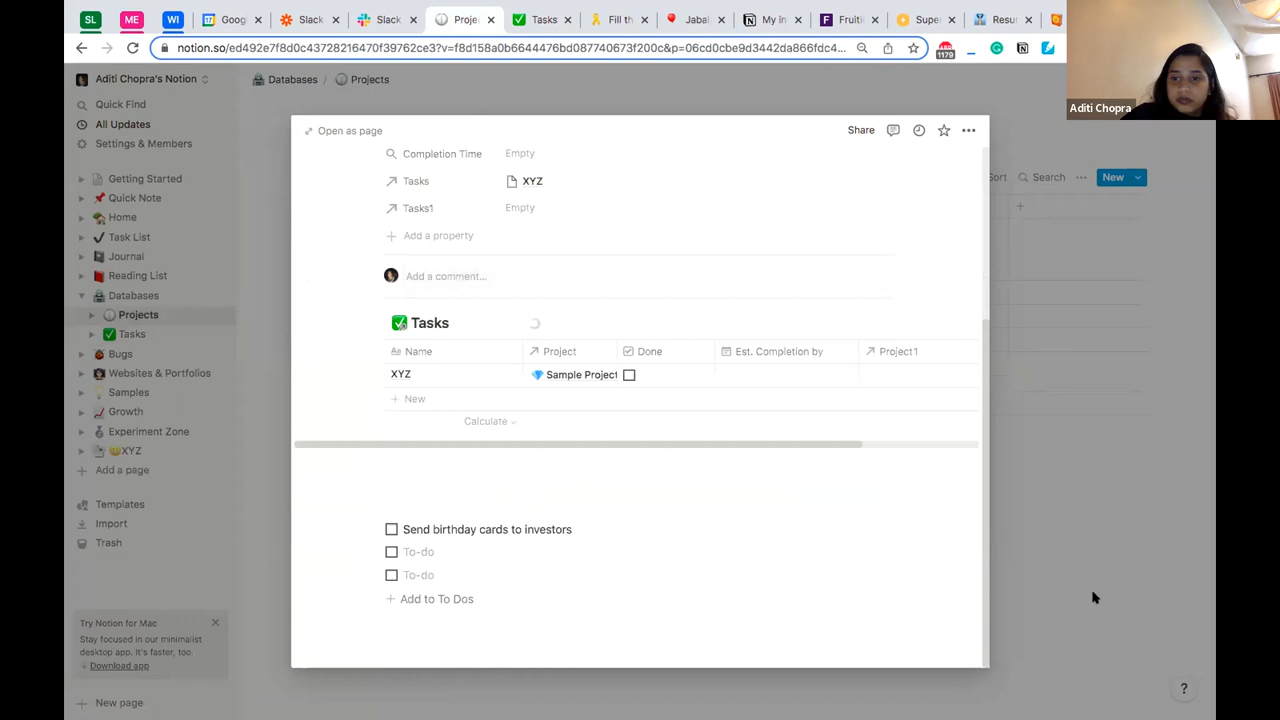 SL
ME
WI
Goog
Slack
Slack
Proje
Tasks
Fill th
Jabal
My in
Fruiti
Super
Resur
notion.so/ed492e7f8d0c43728216470f39762ce3?v=f8d158a0b6644476bd087740673f200c&p=06cd0cbe9d3442da866fdc4...
1179
Aditi Chopra
Aditi Chopra's Notion
Databases / Projects
Quick Find
All Updates
Settings & Members
Getting Started
Quick Note
Home
Task List
Journal
Reading List
Databases
Projects
Tasks
Bugs
Websites & Portfolios
Samples
Growth
Experiment Zone
XYZ
Add a page
Templates
Import
Trash
Try Notion for Mac
Stay focused in our minimalist
desktop app. It's faster, too.
↓ Download app
New page
Open as page
Share
Completion Time Empty
Tasks XYZ
Tasks1 Empty
Add a property
Add a comment...
Tasks
Aa Name Project Done Est. Completion by Project1
XYZ Sample Project
New
Calculate
Send birthday cards to investors
To-do
To-do
Add to To Dos
Sort Search New
?